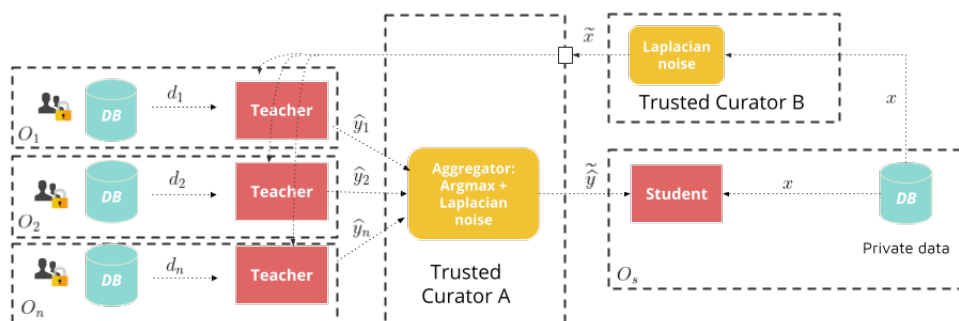 x̃
Laplacian
noise
Trusted Curator B
x
DB
d₁
Teacher
O₁
ŷ₁
DB
d₂
Teacher
O₂
ŷ₂
DB
dₙ
Teacher
Oₙ
ŷₙ
Aggregator:
Argmax +
Laplacian
noise
Trusted
Curator A
ỹ̂
Student
x
DB
Private data
Oₛ